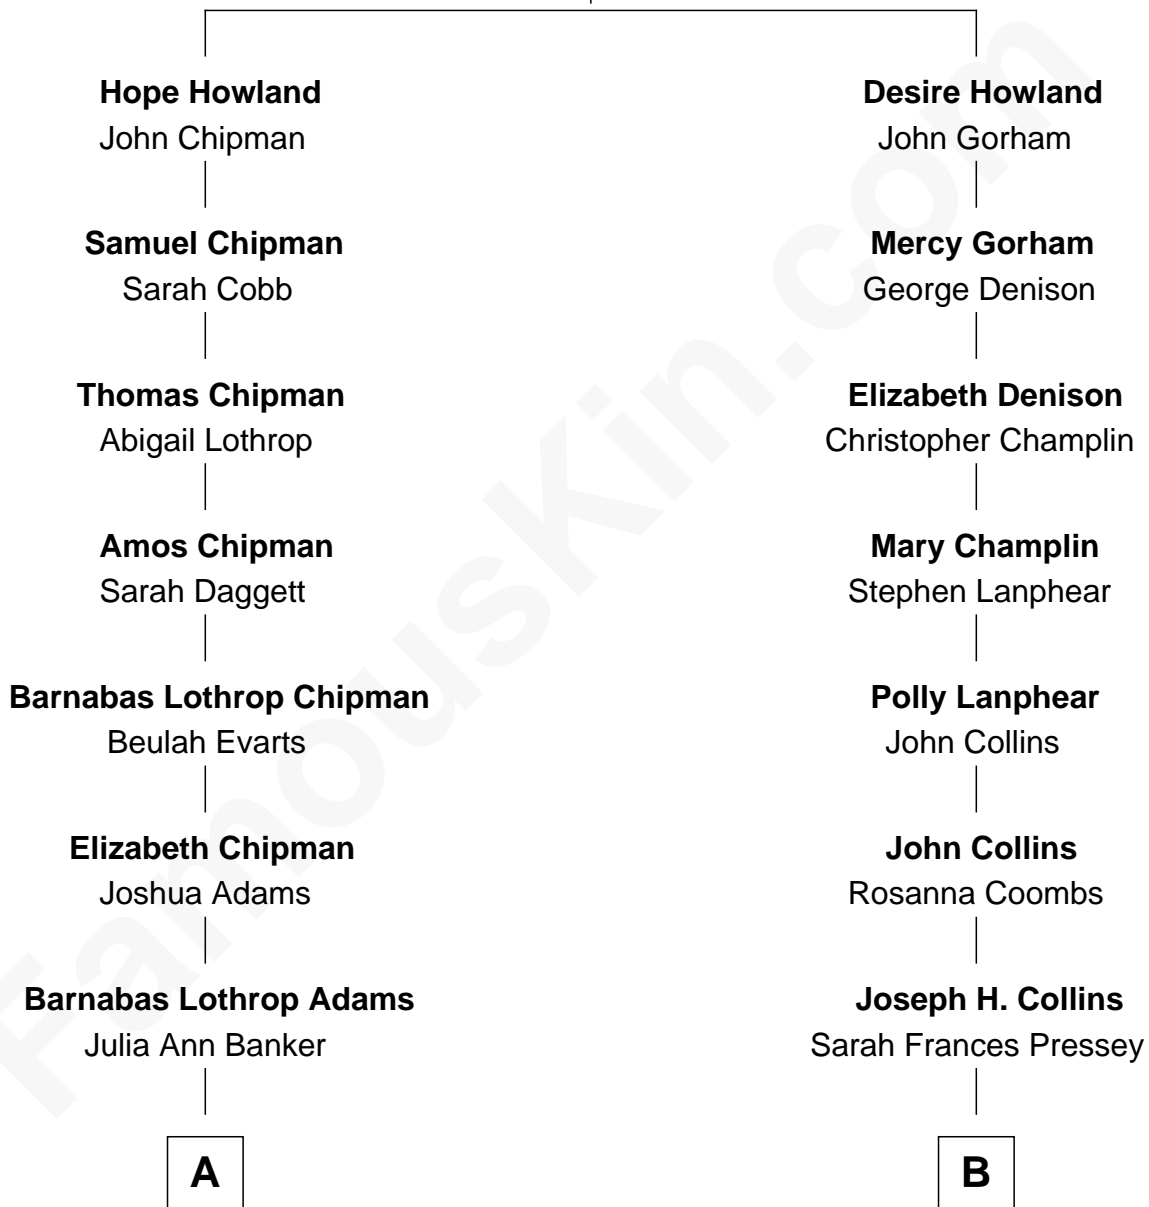 Hope Howland
John Chipman
Desire Howland
John Gorham
Samuel Chipman
Sarah Cobb
Mercy Gorham
George Denison
Thomas Chipman
Abigail Lothrop
Elizabeth Denison
Christopher Champlin
Amos Chipman
Sarah Daggett
Mary Champlin
Stephen Lanphear
Barnabas Lothrop Chipman
Beulah Evarts
Polly Lanphear
John Collins
Elizabeth Chipman
Joshua Adams
John Collins
Rosanna Coombs
Barnabas Lothrop Adams
Julia Ann Banker
Joseph H. Collins
Sarah Frances Pressey
A
B
FamousKin.com